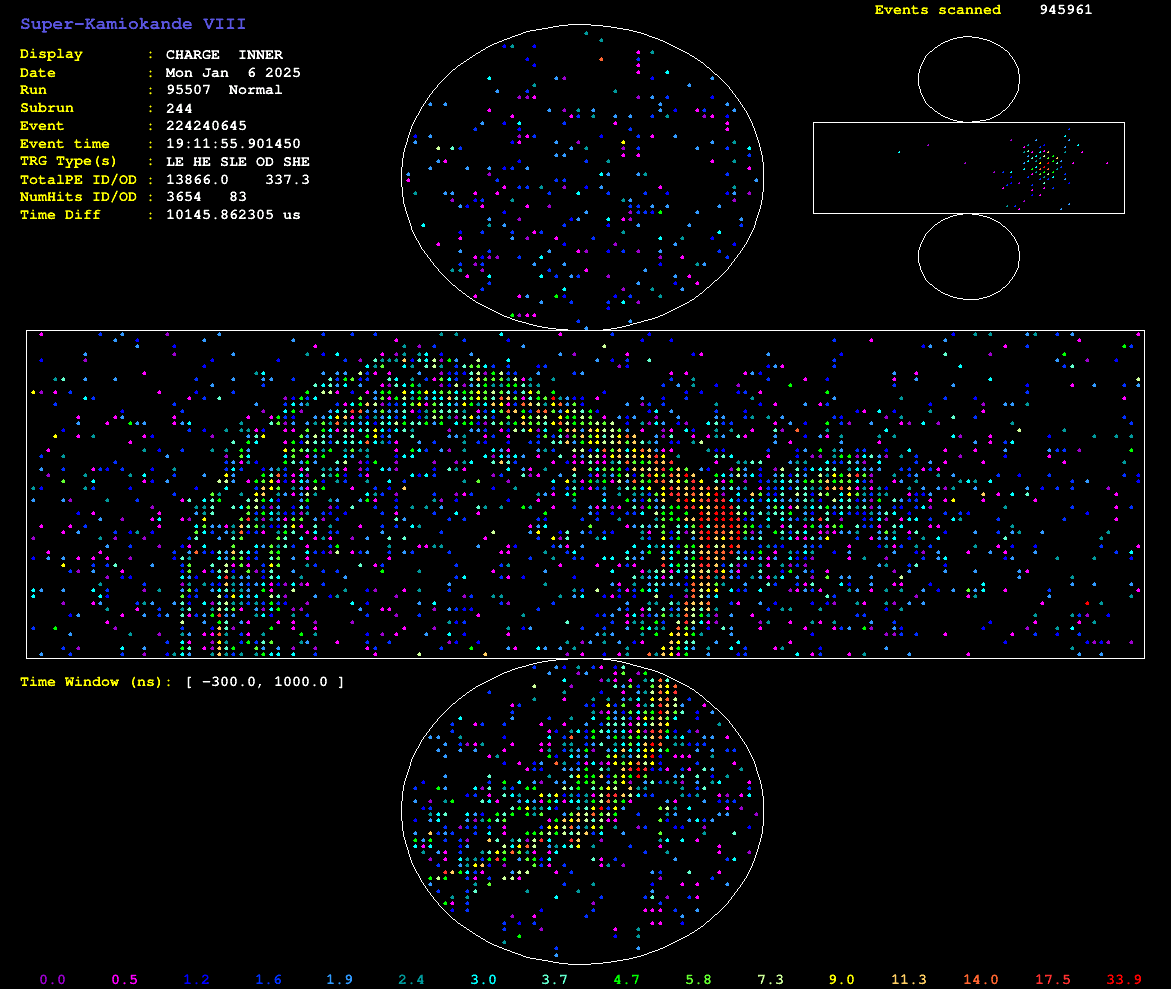 Super-Kamiokande VIII
Events scanned 945961
Display : CHARGE INNER
Date : Mon Jan 6 2025
Run : 95507 Normal
Subrun : 244
Event : 224240645
Event time : 19:11:55.901450
TRG Type(s) : LE HE SLE OD SHE
TotalPE ID/OD : 13866.0 337.3
NumHits ID/OD : 3654 83
Time Diff : 10145.862305 us
Time Window (ns): [ -300.0, 1000.0 ]
0.0 0.5 1.2 1.6 1.9 2.4 3.0 3.7 4.7 5.8 7.3 9.0 11.3 14.0 17.5 33.9